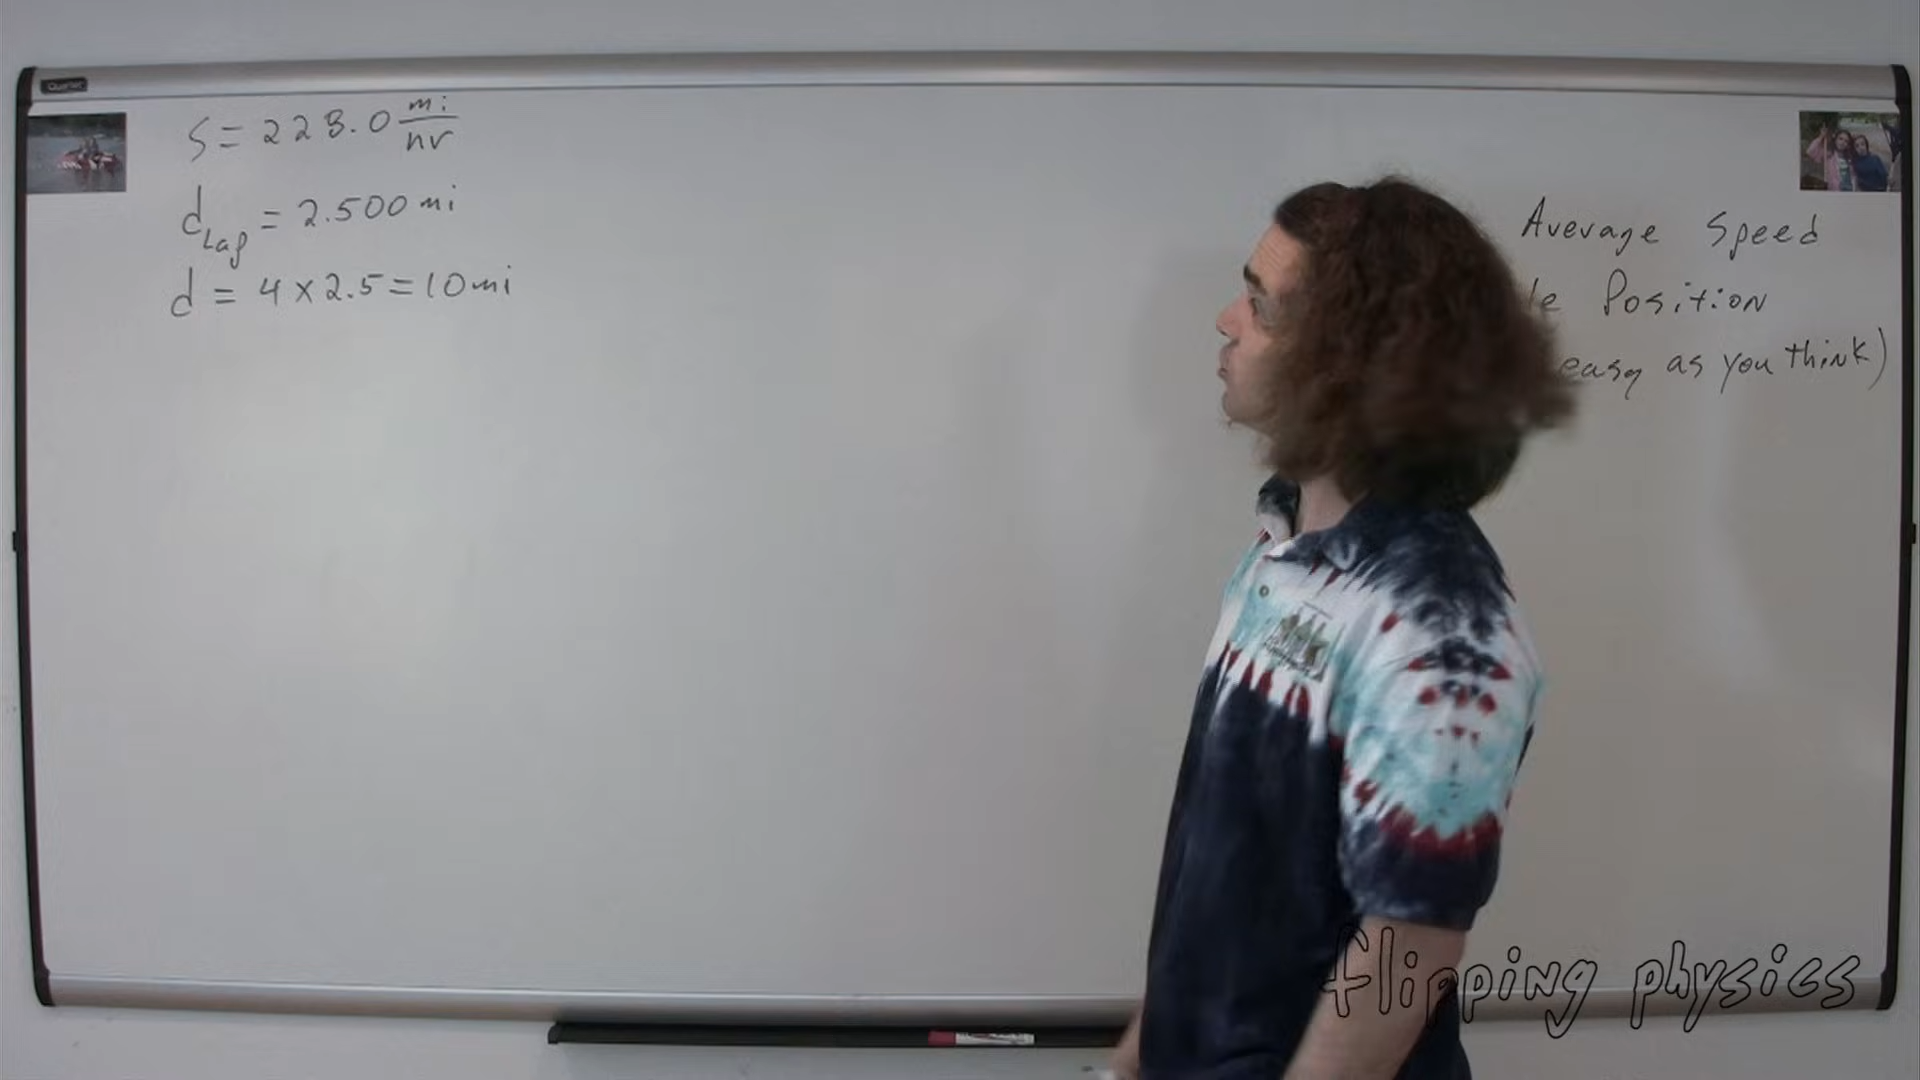 S = 228.0 mi/hr
d Lap = 2.500 mi
d = 4 x 2.5 = 10 mi
Average Speed
Position
easy as you think)
flipping physics